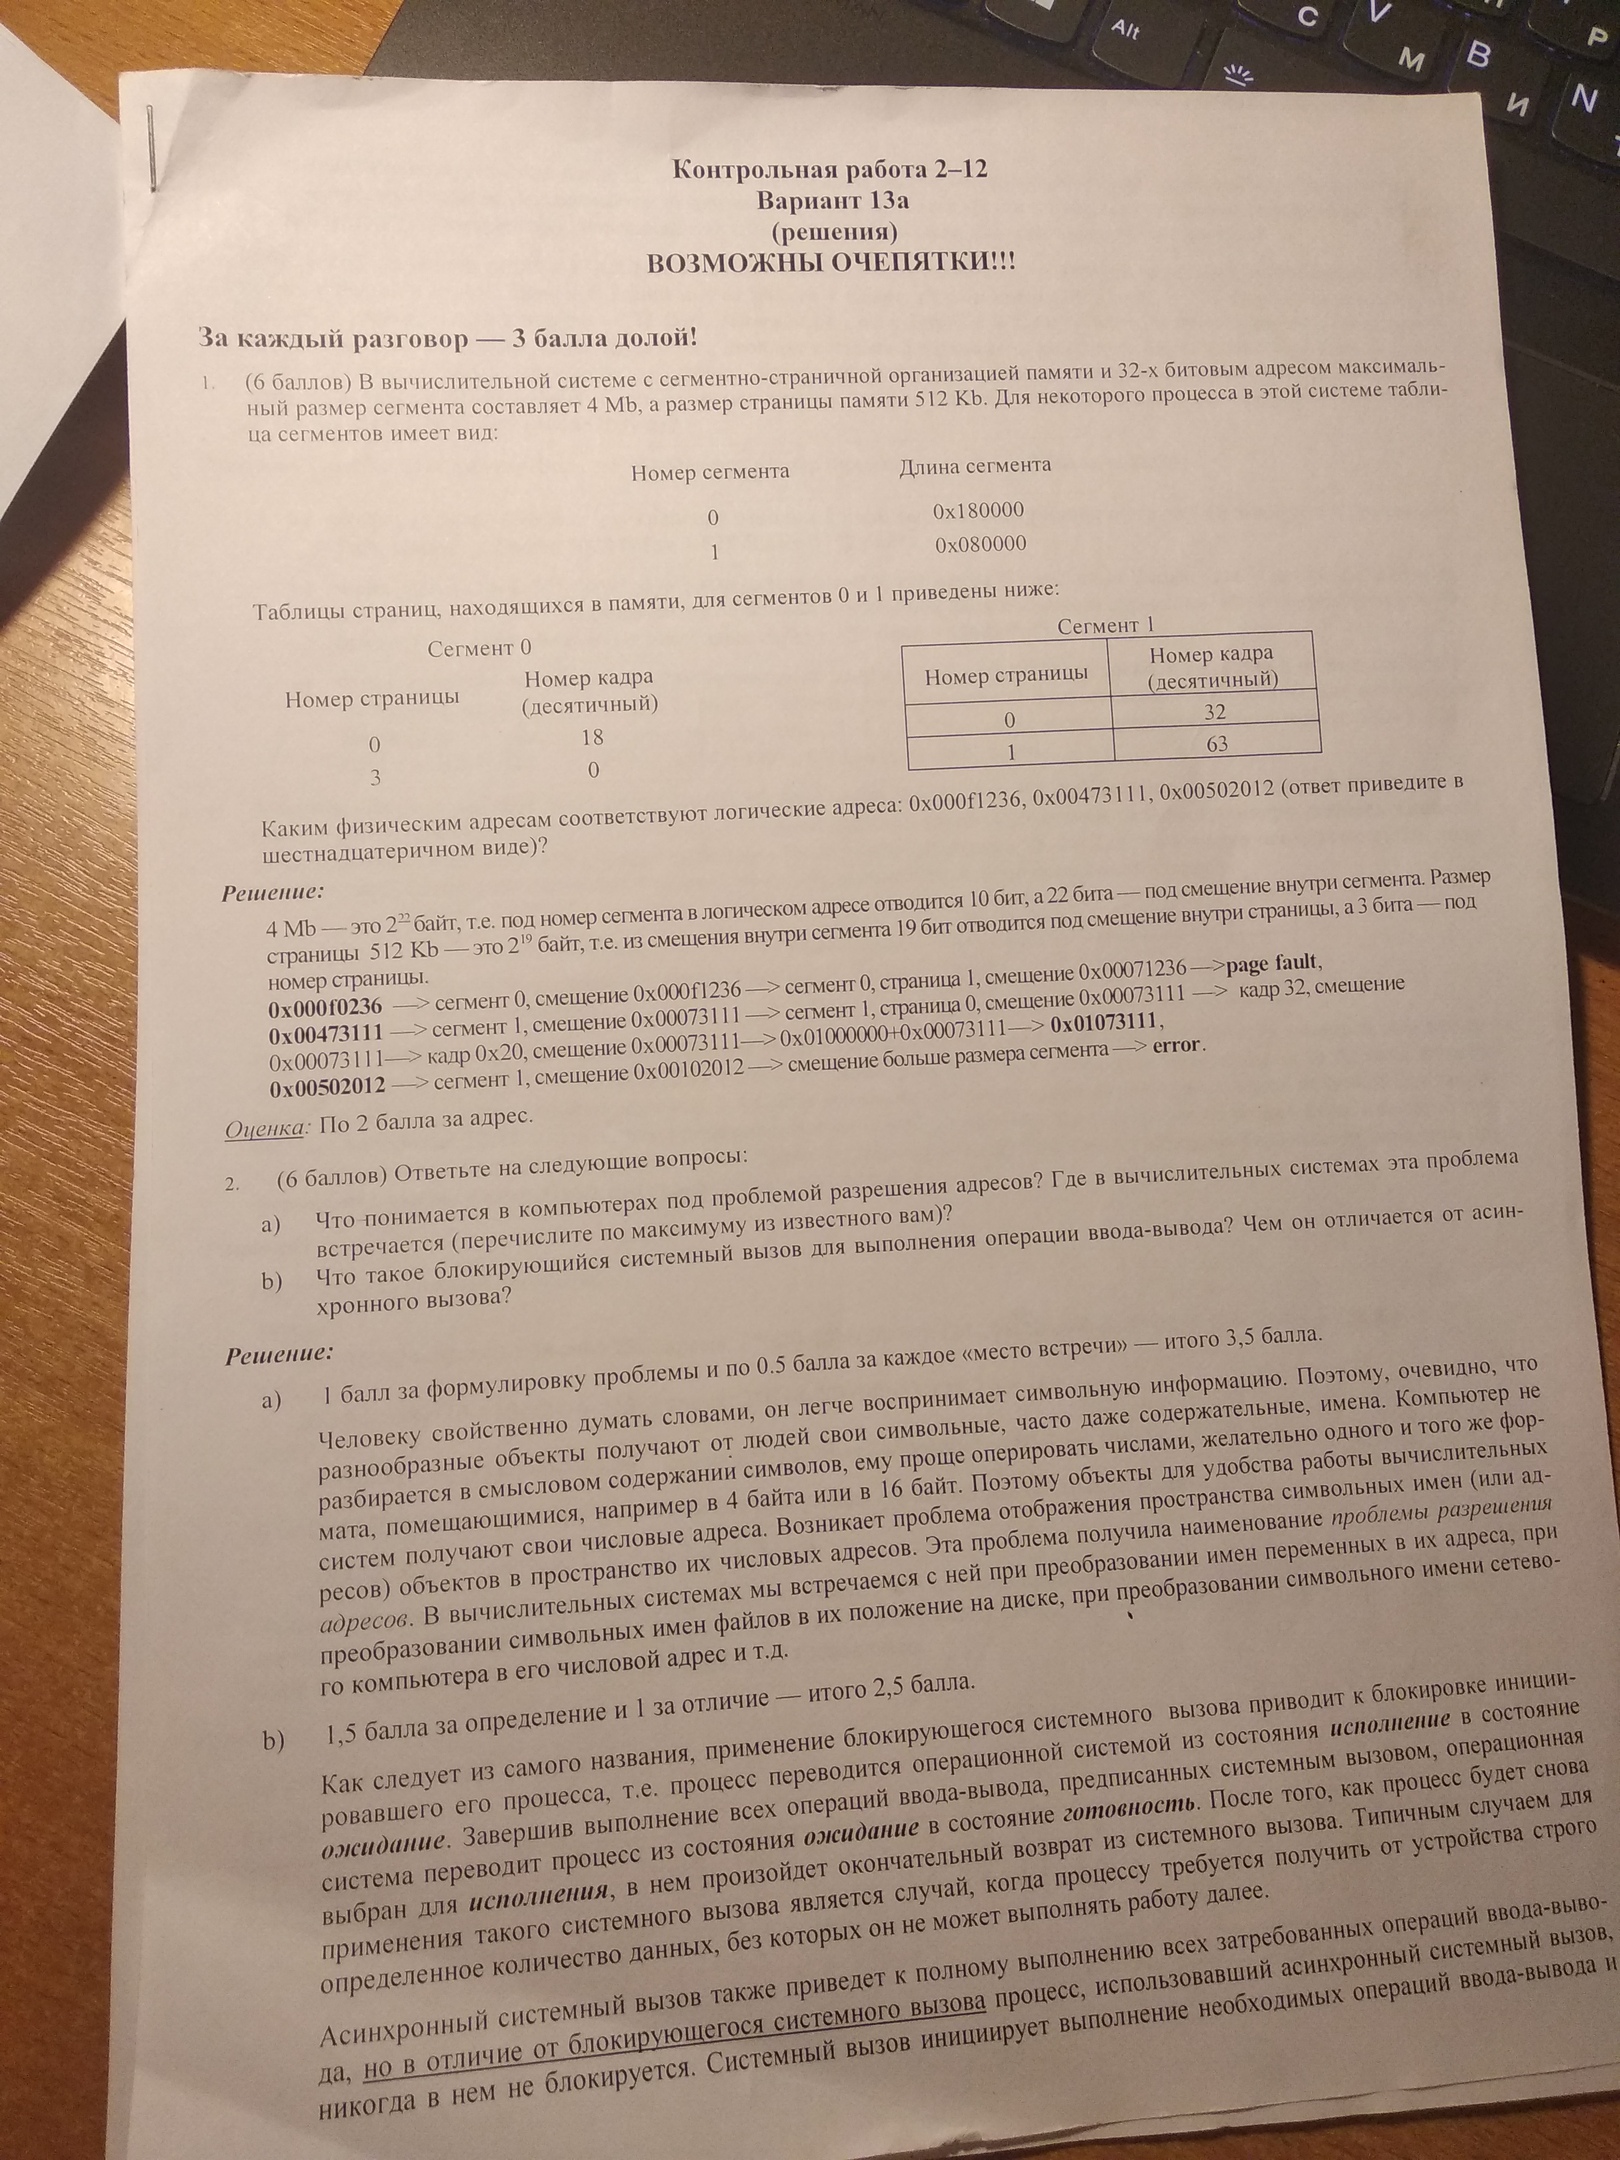 Alt
C
V
М
B
И
N
Р
Контрольная работа 2–12
Вариант 13а
(решения)
ВОЗМОЖНЫ ОЧЕПЯТКИ!!!
За каждый разговор — 3 балла долой!
1. (6 баллов) В вычислительной системе с сегментно-страничной организацией памяти и 32-х битовым адресом максималь-
ный размер сегмента составляет 4 Mb, а размер страницы памяти 512 Kb. Для некоторого процесса в этой системе табли-
ца сегментов имеет вид:
Номер сегмента Длина сегмента
0 0x180000
1 0x080000
Таблицы страниц, находящихся в памяти, для сегментов 0 и 1 приведены ниже:
Сегмент 0
Номер страницы Номер кадра
(десятичный)
0 18
3 0
Сегмент 1
Номер страницы Номер кадра
(десятичный)
0 32
1 63
Каким физическим адресам соответствуют логические адреса: 0x000f1236, 0x00473111, 0x00502012 (ответ приведите в
шестнадцатеричном виде)?
Решение:
4 Mb — это 2²² байт, т.е. под номер сегмента в логическом адресе отводится 10 бит, а 22 бита — под смещение внутри сегмента. Размер
страницы 512 Kb — это 2¹⁹ байт, т.е. из смещения внутри сегмента 19 бит отводится под смещение внутри страницы, а 3 бита — под
номер страницы.
0x000f0236 —> сегмент 0, смещение 0x000f1236 —> сегмент 0, страница 1, смещение 0x00071236 —>page fault,
0x00473111 —> сегмент 1, смещение 0x00073111 —> сегмент 1, страница 0, смещение 0x00073111 —> кадр 32, смещение
0x00073111—> кадр 0x20, смещение 0x00073111—>0x01000000+0x00073111—> 0x01073111,
0x00502012 —> сегмент 1, смещение 0x00102012 —> смещение больше размера сегмента —> error.
Оценка: По 2 балла за адрес.
2. (6 баллов) Ответьте на следующие вопросы:
a) Что понимается в компьютерах под проблемой разрешения адресов? Где в вычислительных системах эта проблема
встречается (перечислите по максимуму из известного вам)?
b) Что такое блокирующийся системный вызов для выполнения операции ввода-вывода? Чем он отличается от асин-
хронного вызова?
Решение:
a) 1 балл за формулировку проблемы и по 0.5 балла за каждое «место встречи» — итого 3,5 балла.
Человеку свойственно думать словами, он легче воспринимает символьную информацию. Поэтому, очевидно, что
разнообразные объекты получают от людей свои символьные, часто даже содержательные, имена. Компьютер не
разбирается в смысловом содержании символов, ему проще оперировать числами, желательно одного и того же фор-
мата, помещающимися, например в 4 байта или в 16 байт. Поэтому объекты для удобства работы вычислительных
систем получают свои числовые адреса. Возникает проблема отображения пространства символьных имен (или ад-
ресов) объектов в пространство их числовых адресов. Эта проблема получила наименование проблемы разрешения
адресов. В вычислительных системах мы встречаемся с ней при преобразовании имен переменных в их адреса, при
преобразовании символьных имен файлов в их положение на диске, при преобразовании символьного имени сетево-
го компьютера в его числовой адрес и т.д.
b) 1,5 балла за определение и 1 за отличие — итого 2,5 балла.
Как следует из самого названия, применение блокирующегося системного вызова приводит к блокировке иниции-
ровавшего его процесса, т.е. процесс переводится операционной системой из состояния исполнение в состояние
ожидание. Завершив выполнение всех операций ввода-вывода, предписанных системным вызовом, операционная
система переводит процесс из состояния ожидание в состояние готовность. После того, как процесс будет снова
выбран для исполнения, в нем произойдет окончательный возврат из системного вызова. Типичным случаем для
применения такого системного вызова является случай, когда процессу требуется получить от устройства строго
определенное количество данных, без которых он не может выполнять работу далее.
Асинхронный системный вызов также приведет к полному выполнению всех затребованных операций ввода-выво-
да, но в отличие от блокирующегося системного вызова процесс, использовавший асинхронный системный вызов,
никогда в нем не блокируется. Системный вызов инициирует выполнение необходимых операций ввода-вывода и